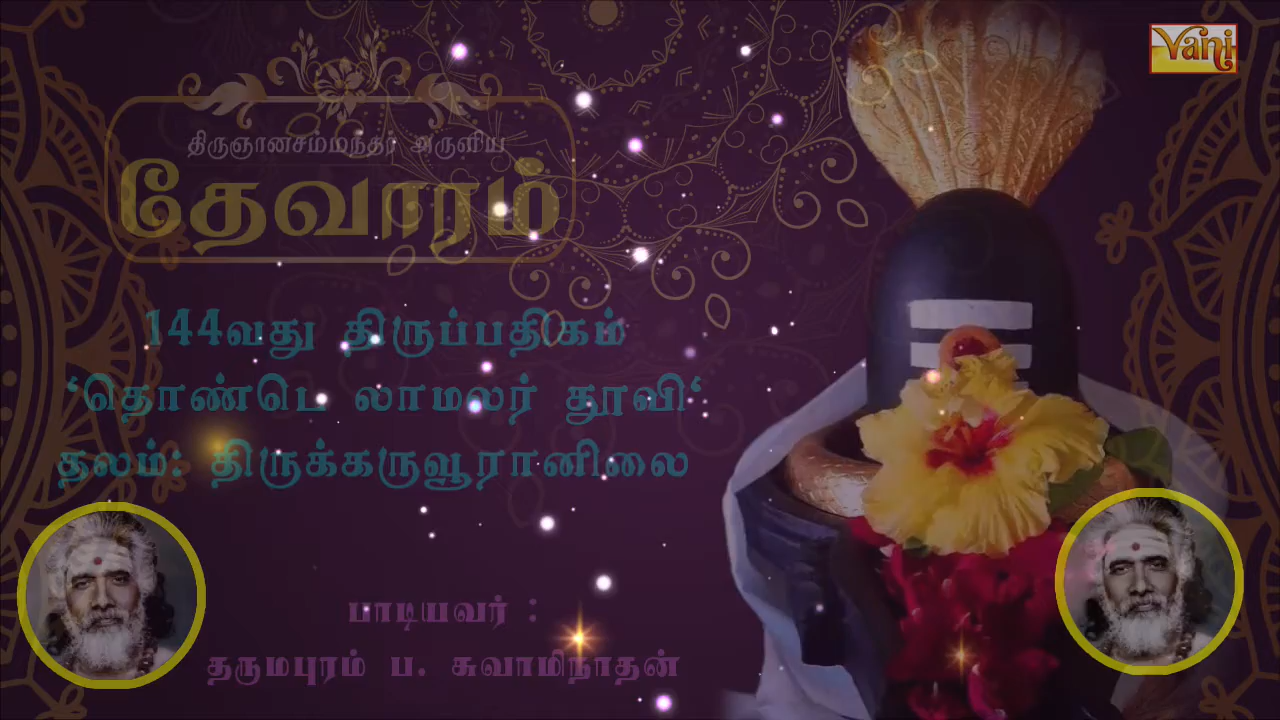 Vani
திருஞானசம்மந்தர் அருளிய
தேவாரம்
144வது திருப்பதிகம்
‘தொண்டெ லாமலர் தூவி‘
தலம்: திருக்கருவூரானிலை
பாடியவர் :
தருமபுரம் ப. சுவாமிநாதன்